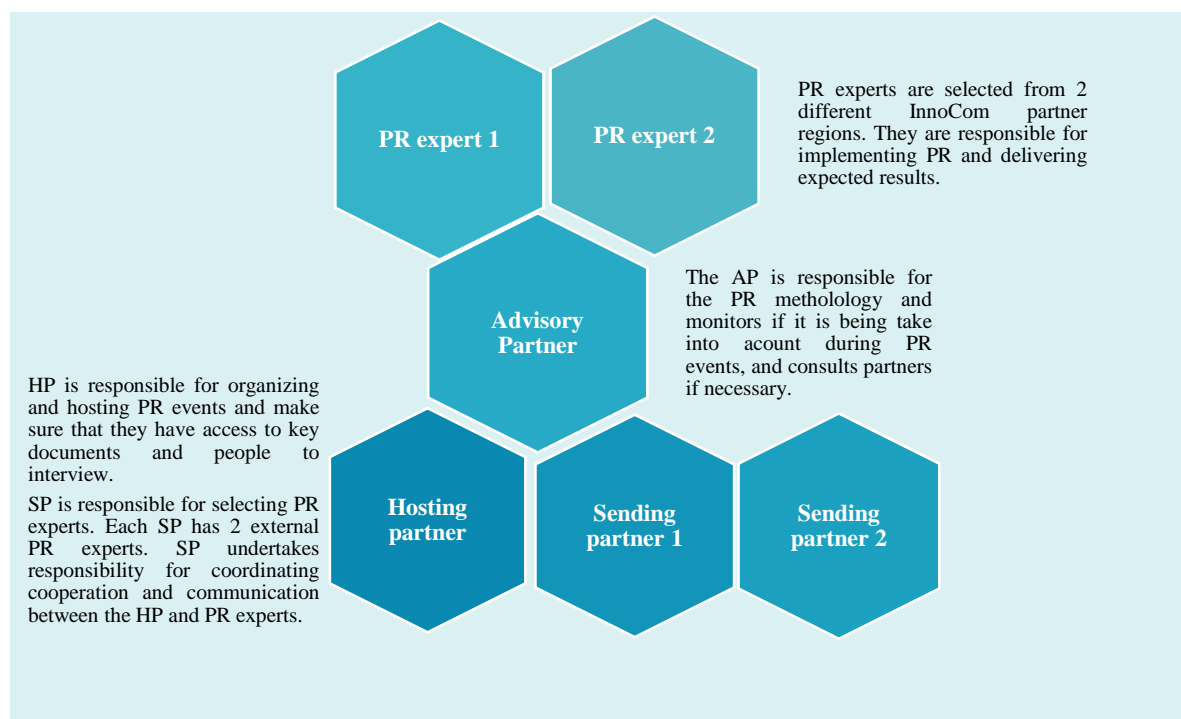 PR expert 1
PR expert 2
PR experts are selected from 2
different InnoCom partner
regions. They are responsible for
implementing PR and delivering
expected results.
Advisory
Partner
The AP is responsible for
the PR metholology and
monitors if it is being take
into acount during PR
events, and consults partners
if necessary.
HP is responsible for organizing
and hosting PR events and make
sure that they have access to key
documents and people to
interview.
SP is responsible for selecting PR
experts. Each SP has 2 external
PR experts. SP undertakes
responsibility for coordinating
cooperation and communication
between the HP and PR experts.
Hosting
partner
Sending
partner 1
Sending
partner 2